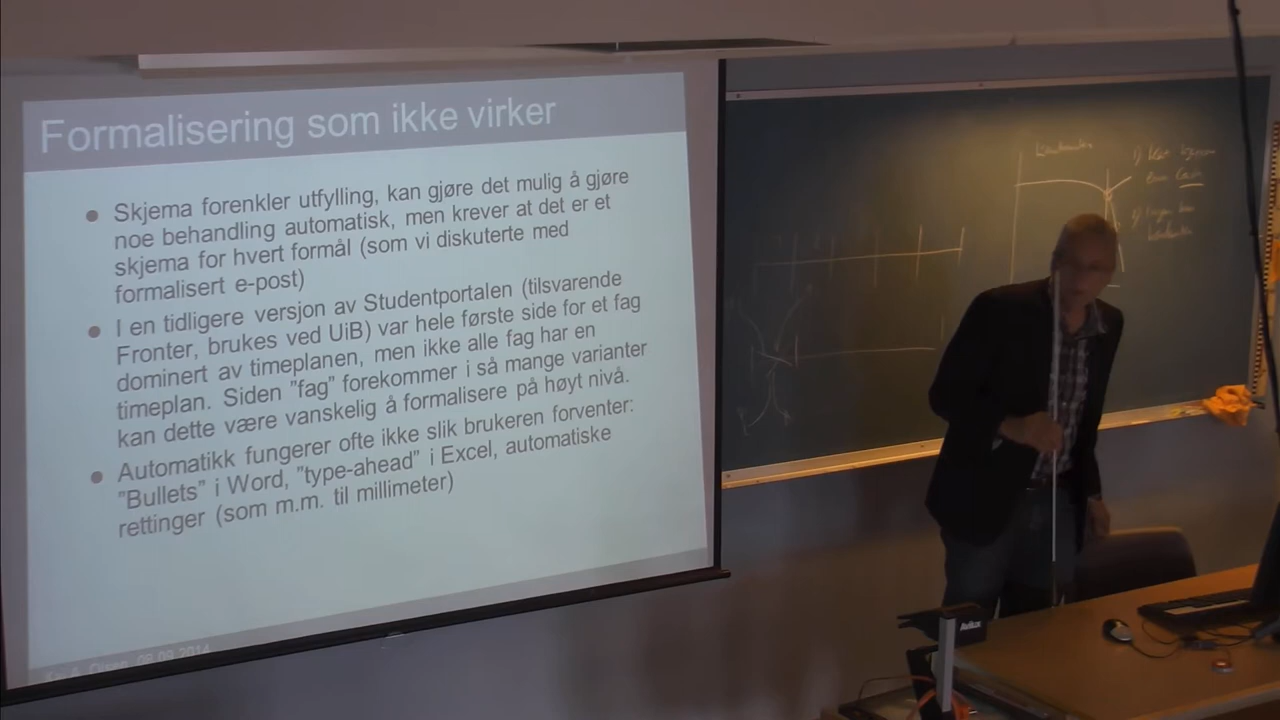 Formalisering som ikke virker
Skjema forenkler utfylling, kan gjøre det mulig å gjøre
noe behandling automatisk, men krever at det er et
skjema for hvert formål (som vi diskuterte med
formalisert e-post)
I en tidligere versjon av Studentportalen (tilsvarende
Fronter, brukes ved UiB) var hele første side for et fag
dominert av timeplanen, men ikke alle fag har en
timeplan. Siden ”fag” forekommer i så mange varianter
kan dette være vanskelig å formalisere på høyt nivå.
Automatikk fungerer ofte ikke slik brukeren forventer:
”Bullets” i Word, ”type-ahead” i Excel, automatiske
rettinger (som m.m. til millimeter)
Olsen, 09.09.2014